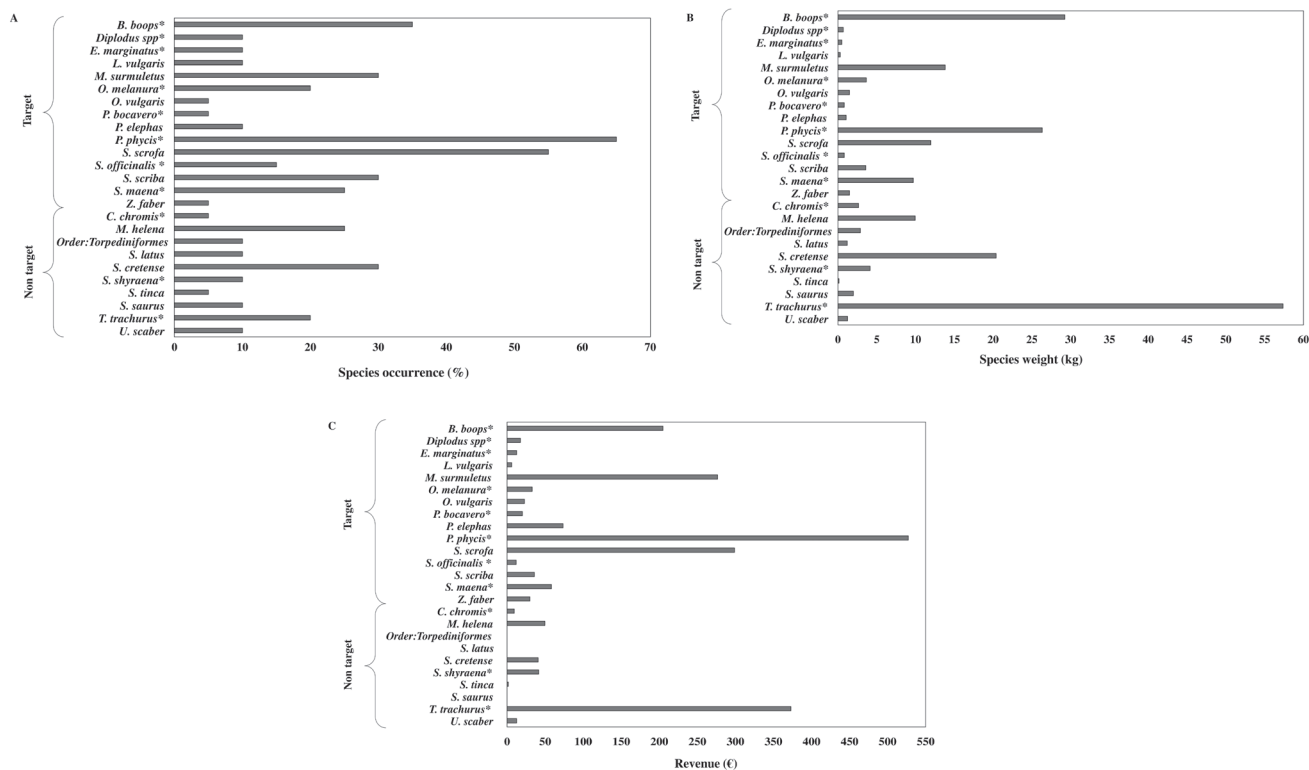 A
Target
Non target
B. boops*
Diplodus spp*
E. marginatus*
L. vulgaris
M. surmuletus
O. melanura*
O. vulgaris
P. bocavero*
P. elephas
P. phycis*
S. scrofa
S. officinalis *
S. scriba
S. maena*
Z. faber
C. chromis*
M. helena
Order:Torpediniformes
S. latus
S. cretense
S. shyraena*
S. tinca
S. saurus
T. trachurus*
U. scaber
0 10 20 30 40 50 60 70
Species occurrence (%)
B
Target
Non target
B. boops*
Diplodus spp*
E. marginatus*
L. vulgaris
M. surmuletus
O. melanura*
O. vulgaris
P. bocavero*
P. elephas
P. phycis*
S. scrofa
S. officinalis *
S. scriba
S. maena*
Z. faber
C. chromis*
M. helena
Order:Torpediniformes
S. latus
S. cretense
S. shyraena*
S. tinca
S. saurus
T. trachurus*
U. scaber
0 5 10 15 20 25 30 35 40 45 50 55 60
Species weight (kg)
C
Target
Non target
B. boops*
Diplodus spp*
E. marginatus*
L. vulgaris
M. surmuletus
O. melanura*
O. vulgaris
P. bocavero*
P. elephas
P. phycis*
S. scrofa
S. officinalis *
S. scriba
S. maena*
Z. faber
C. chromis*
M. helena
Order:Torpediniformes
S. latus
S. cretense
S. shyraena*
S. tinca
S. saurus
T. trachurus*
U. scaber
0 50 100 150 200 250 300 350 400 450 500 550
Revenue (€)